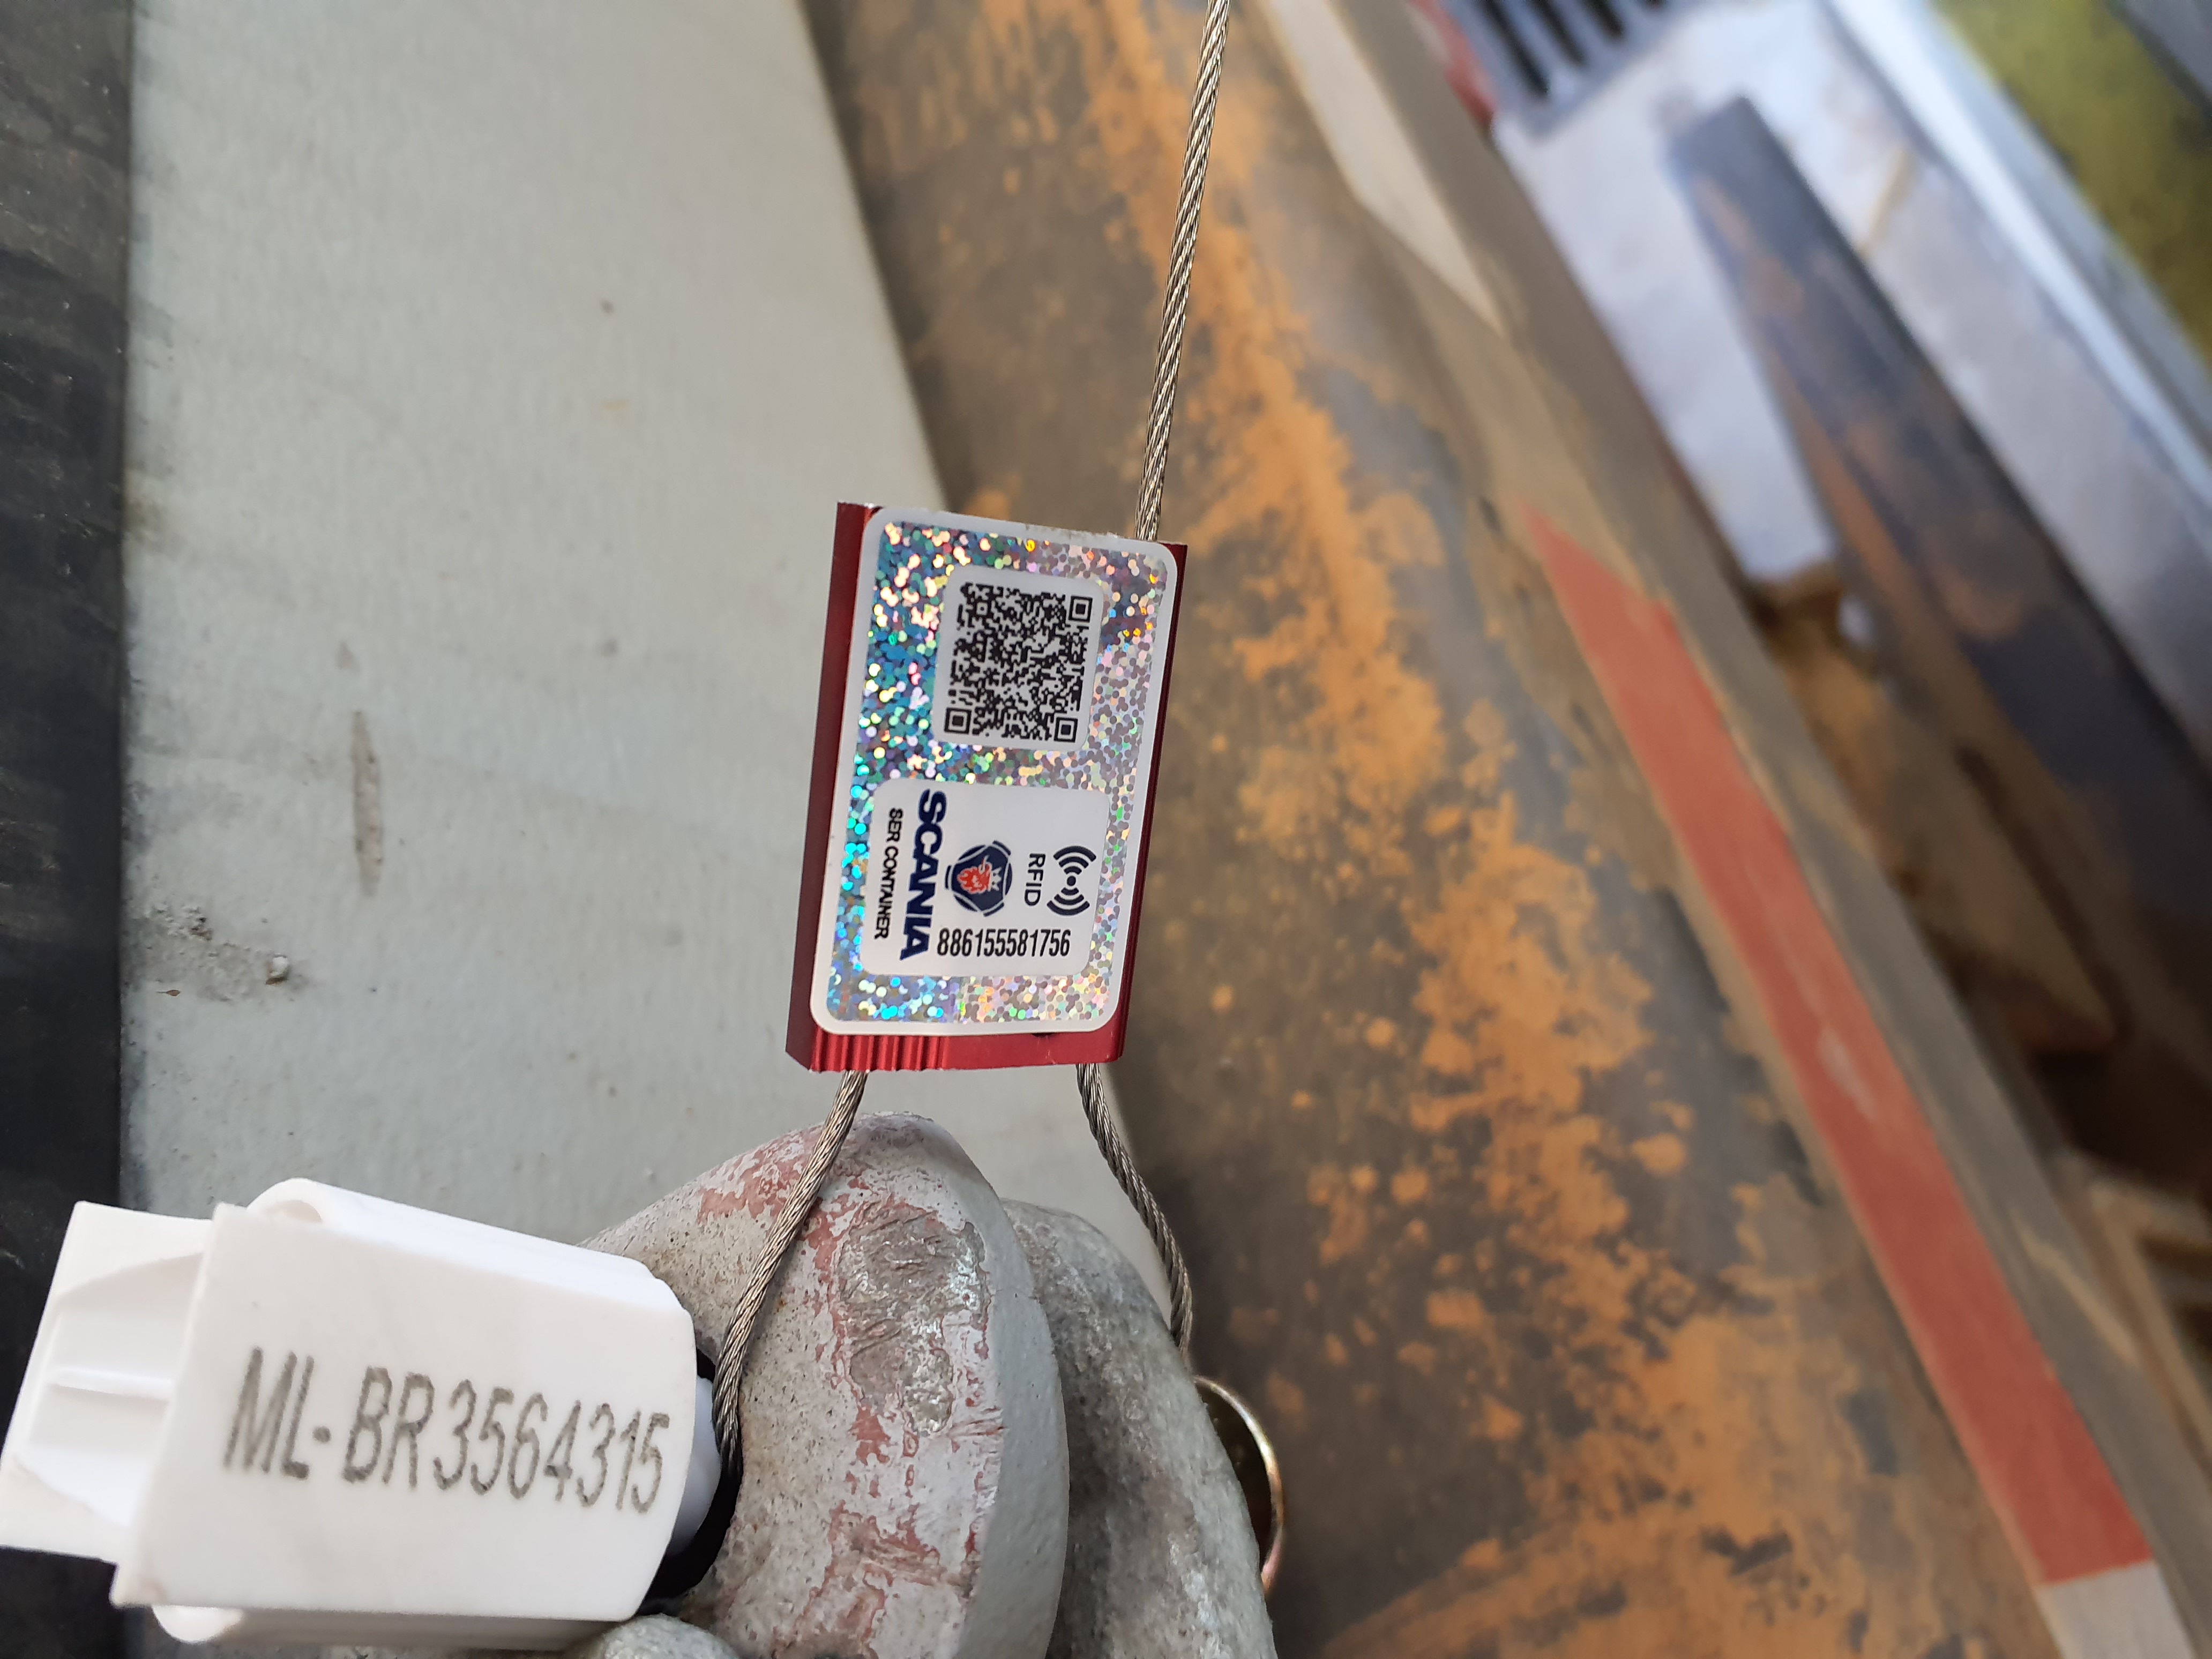 RFID
SCANIA
SER CONTAINER
886155581756
ML-BR3564315